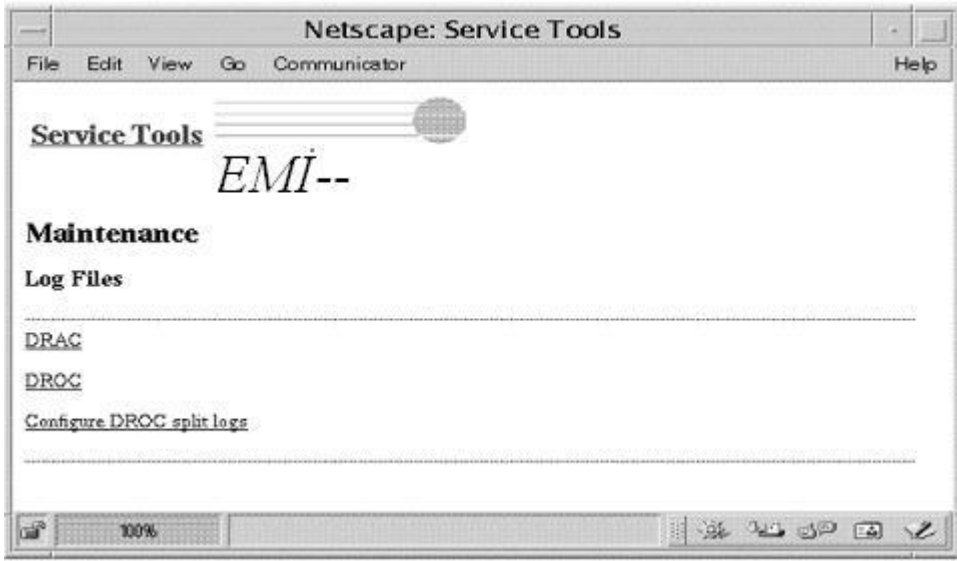 Netscape: Service Tools
File Edit View Go Communicator Help
Service Tools
EMİ--
Maintenance
Log Files
DRAC
DROC
Configure DROC split logs
100%